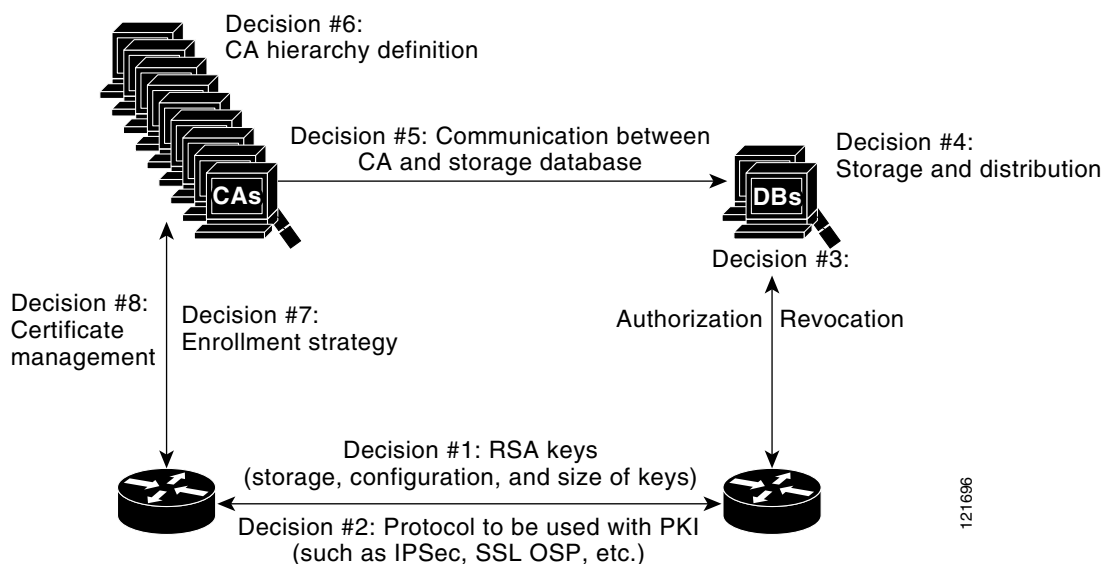 Decision #6:
CA hierarchy definition
Decision #5: Communication between
CA and storage database
Decision #4:
Storage and distribution
CAs
DBs
Decision #3:
Decision #8:
Certificate
management
Decision #7:
Enrollment strategy
Authorization
Revocation
Decision #1: RSA keys
(storage, configuration, and size of keys)
Decision #2: Protocol to be used with PKI
(such as IPSec, SSL OSP, etc.)
121696